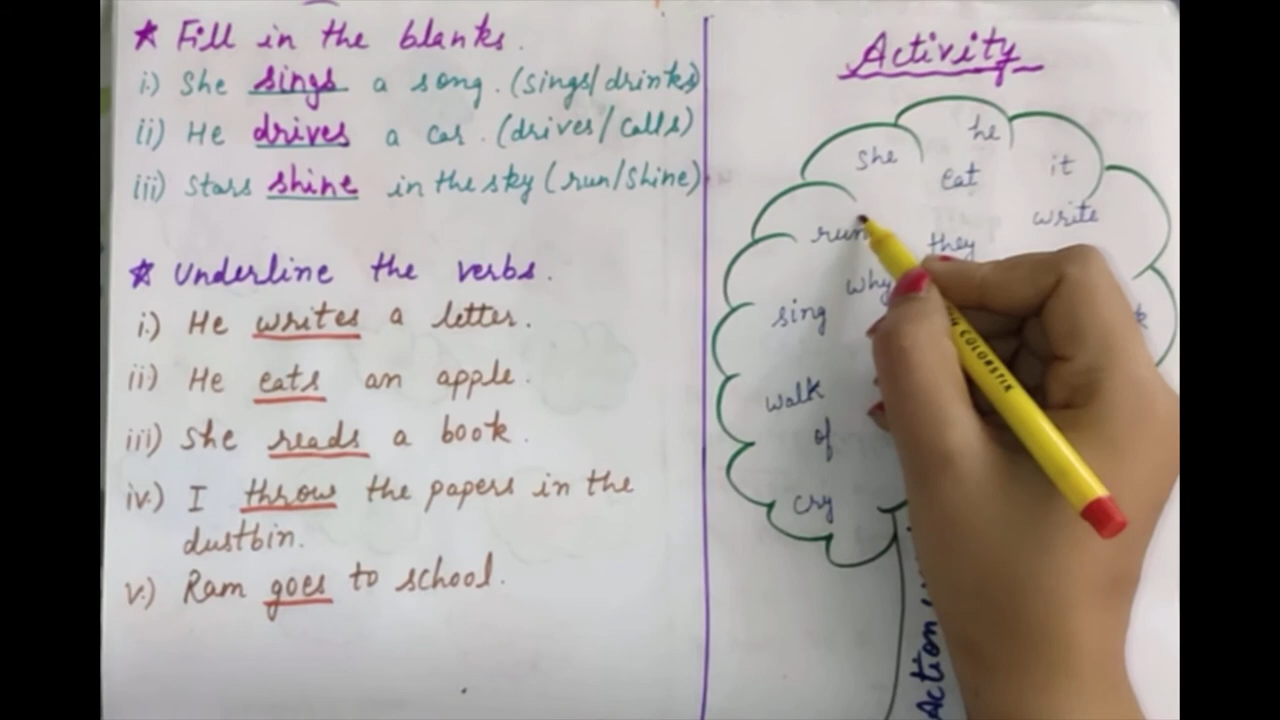 ★ Fill in the blanks.
i.) She sings a song. (sings/drinks)
ii) He drives a car. (drives/calls)
iii) Stars shine in the sky (run/shine)
★ Underline the verbs.
i.) He writes a letter.
ii.) He eats an apple.
iii) She reads a book.
iv.) I throw the papers in the
dustbin.
v.) Ram goes to school.
Activity
he
she
it
eat
write
run
they
why
sing
walk
of
cry
Action
COLORSTIX